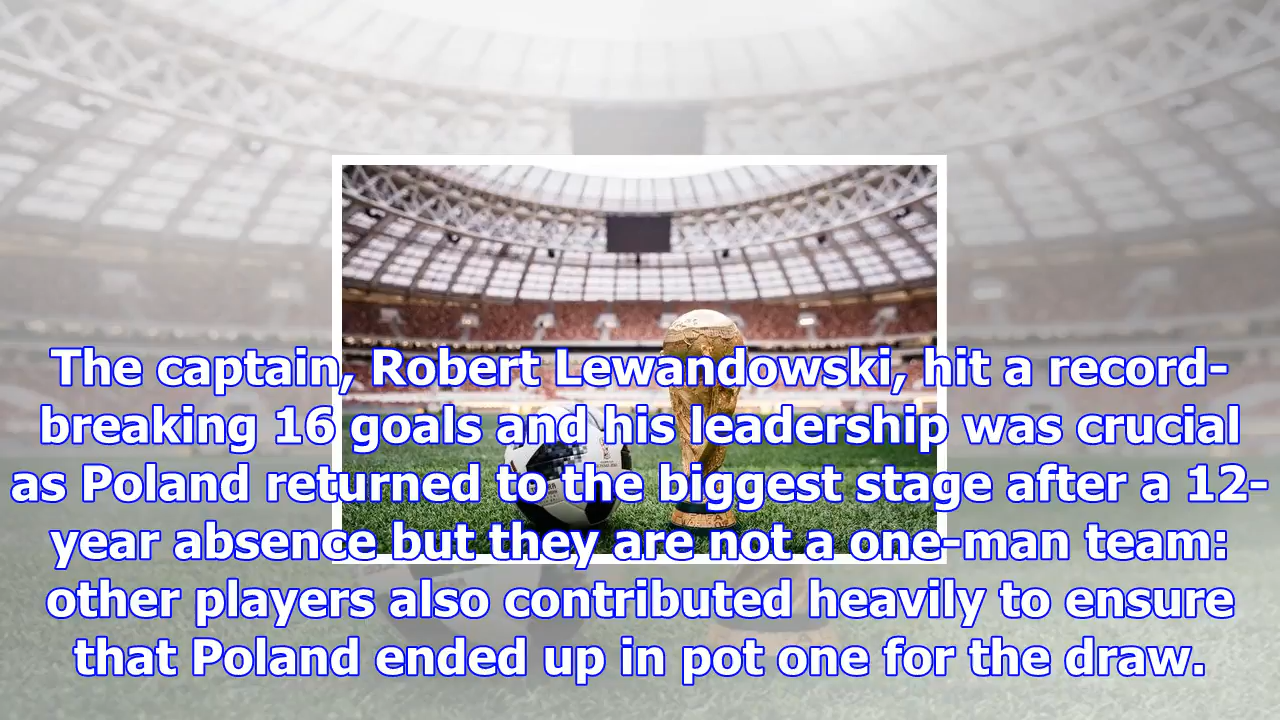 The captain, Robert Lewandowski, hit a record-
breaking 16 goals and his leadership was crucial
as Poland returned to the biggest stage after a 12-
year absence but they are not a one-man team:
other players also contributed heavily to ensure
that Poland ended up in pot one for the draw.